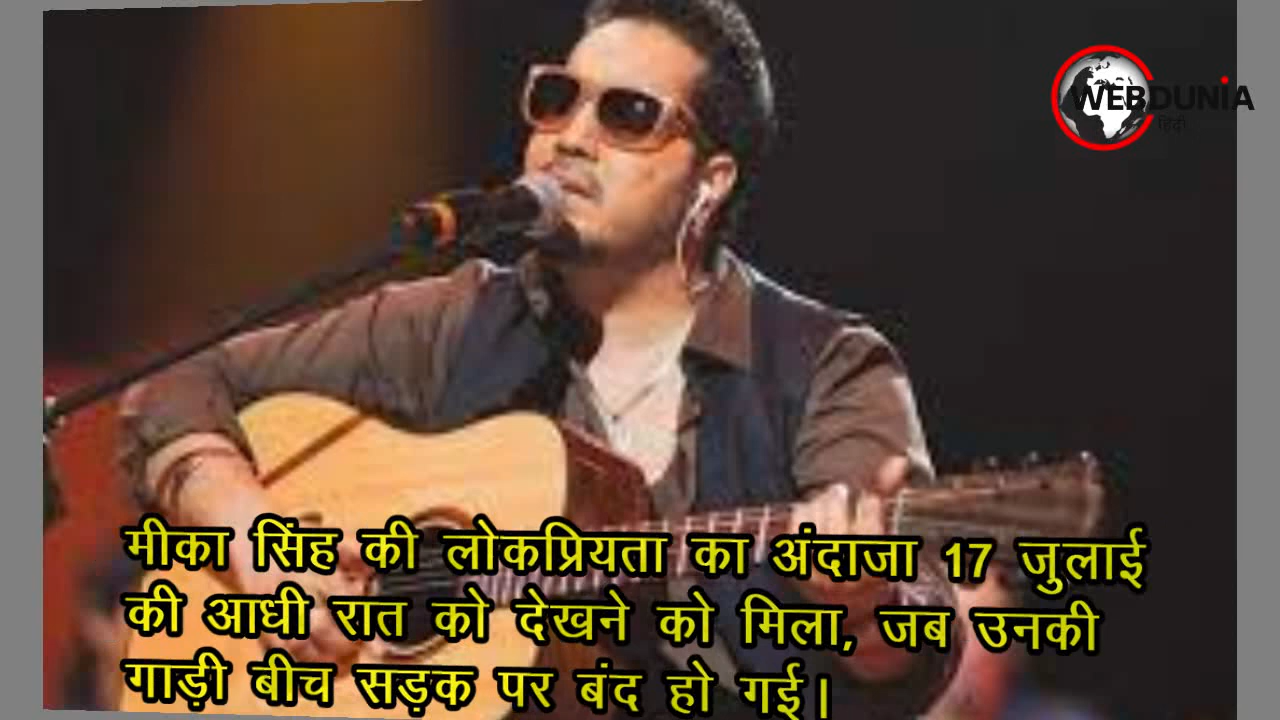 WEBDUNIA
हिंदी
मीका सिंह की लोकप्रियता का अंदाजा 17 जुलाई
की आधी रात को देखने को मिला, जब उनकी
गाड़ी बीच सड़क पर बंद हो गई।